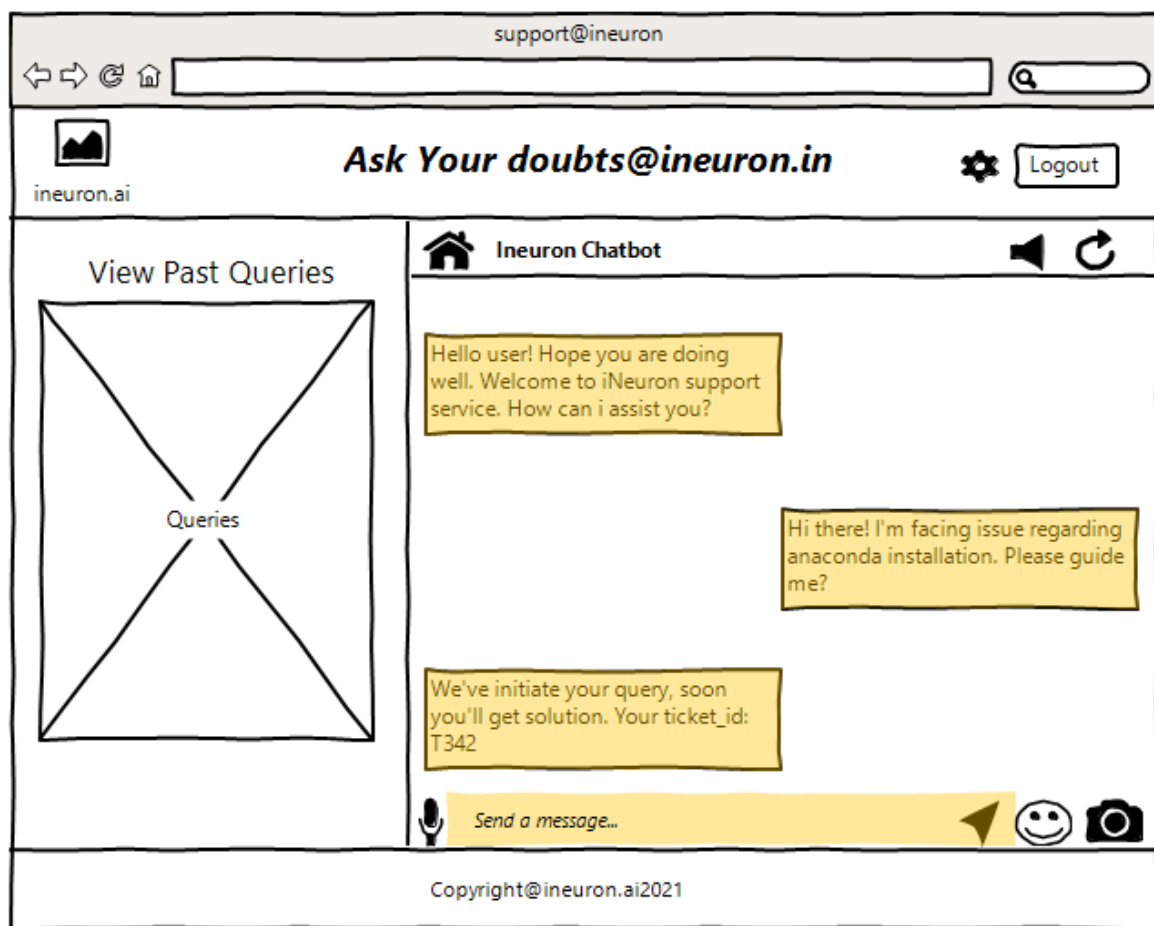 support@ineuron
Ask Your doubts@ineuron.in
Logout
ineuron.ai
View Past Queries
Queries
Ineuron Chatbot
Hello user! Hope you are doing
well. Welcome to iNeuron support
service. How can i assist you?
Hi there! I'm facing issue regarding
anaconda installation. Please guide
me?
We've initiate your query, soon
you'll get solution. Your ticket_id:
T342
Send a message...
Copyright@ineuron.ai2021